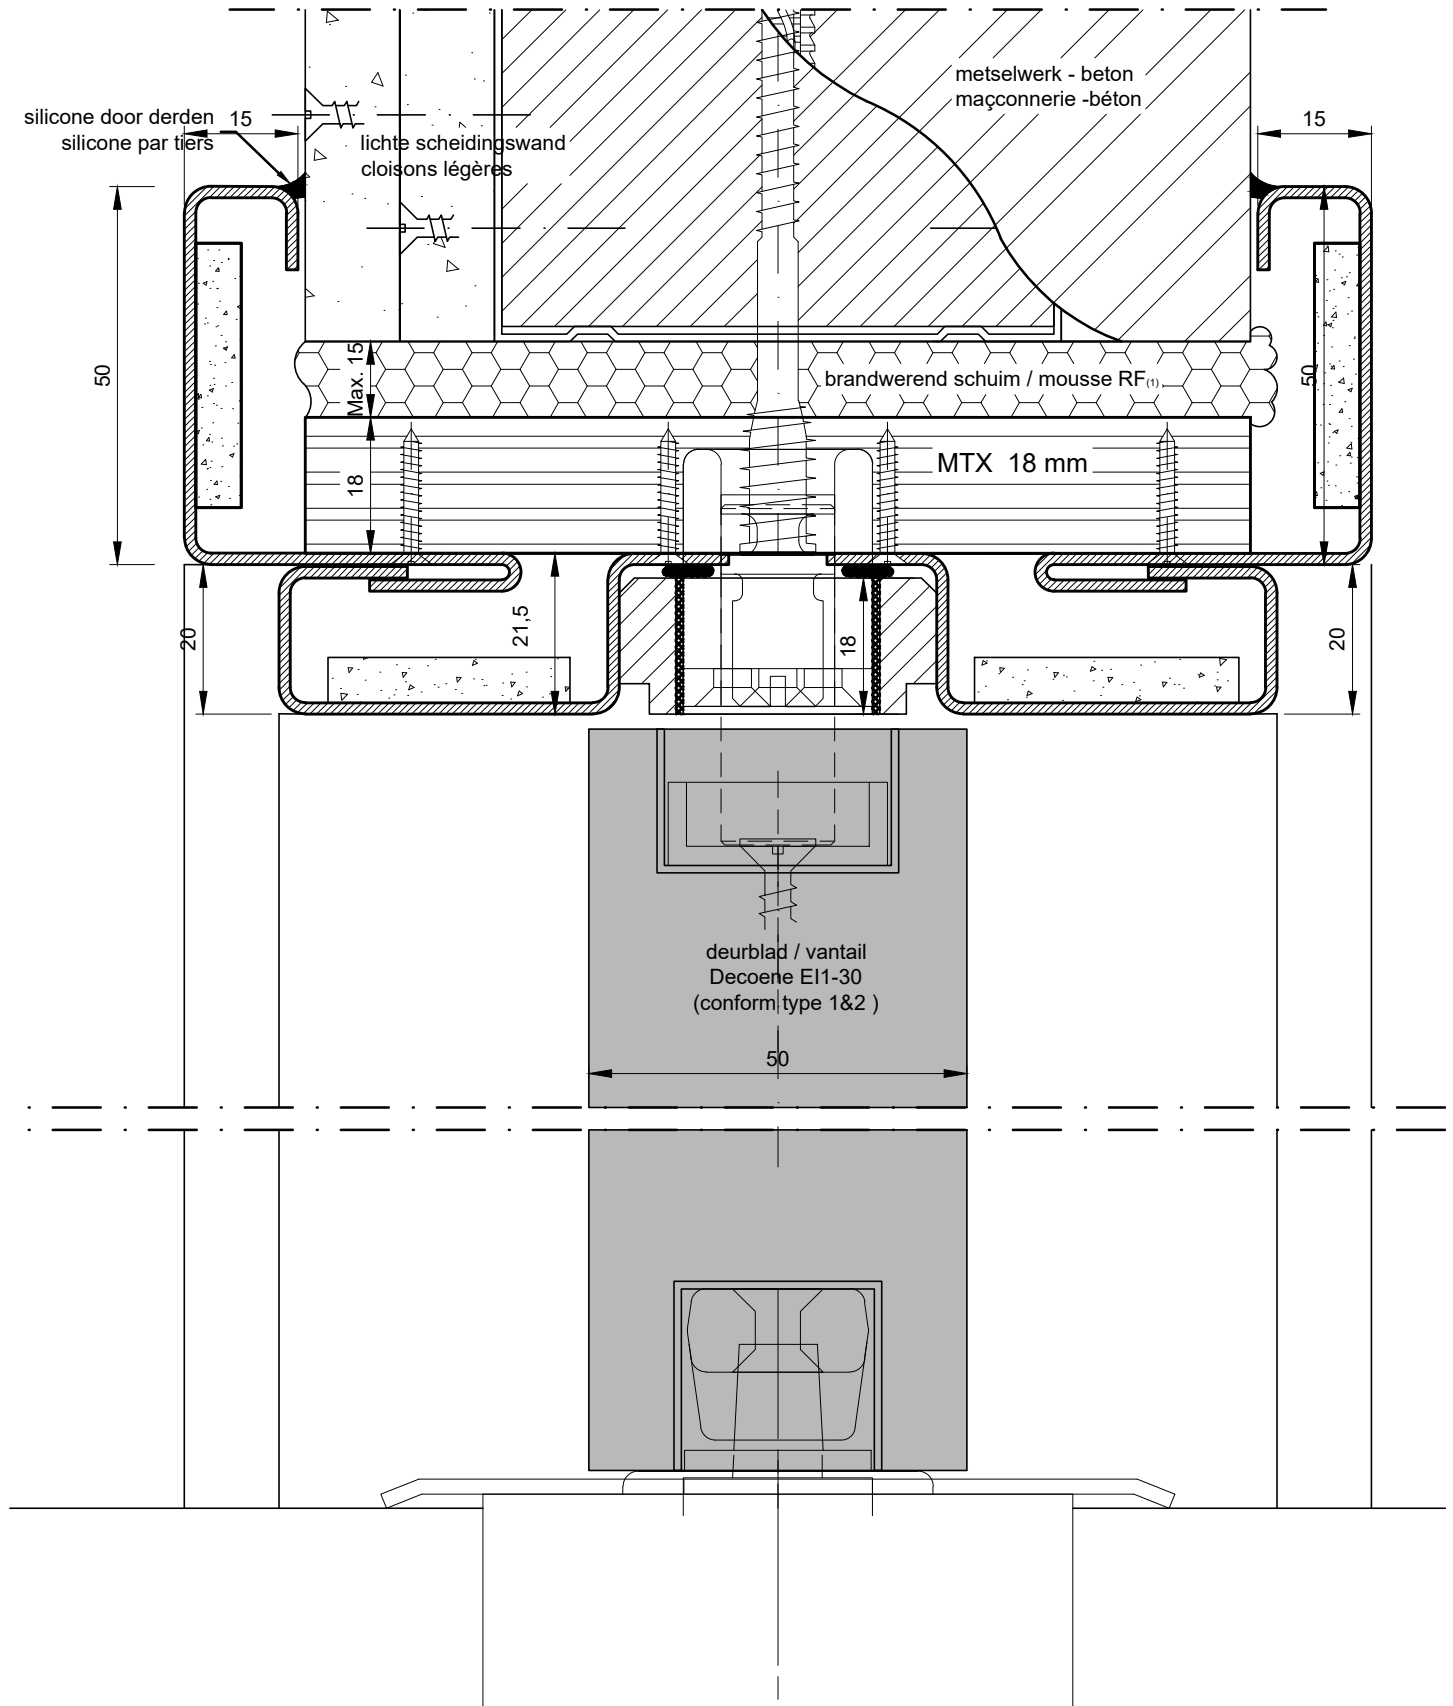 metselwerk - beton
maçconnerie -béton
silicone door derden
silicone par tiers
15
15
lichte scheidingswand
cloisons légères
50
Max. 15
brandwerend schuim / mousse RF(1)
50
18
MTX 18 mm
20
21,5
18
20
deurblad / vantail
Decoene EI1-30
(conform type 1&2 )
50